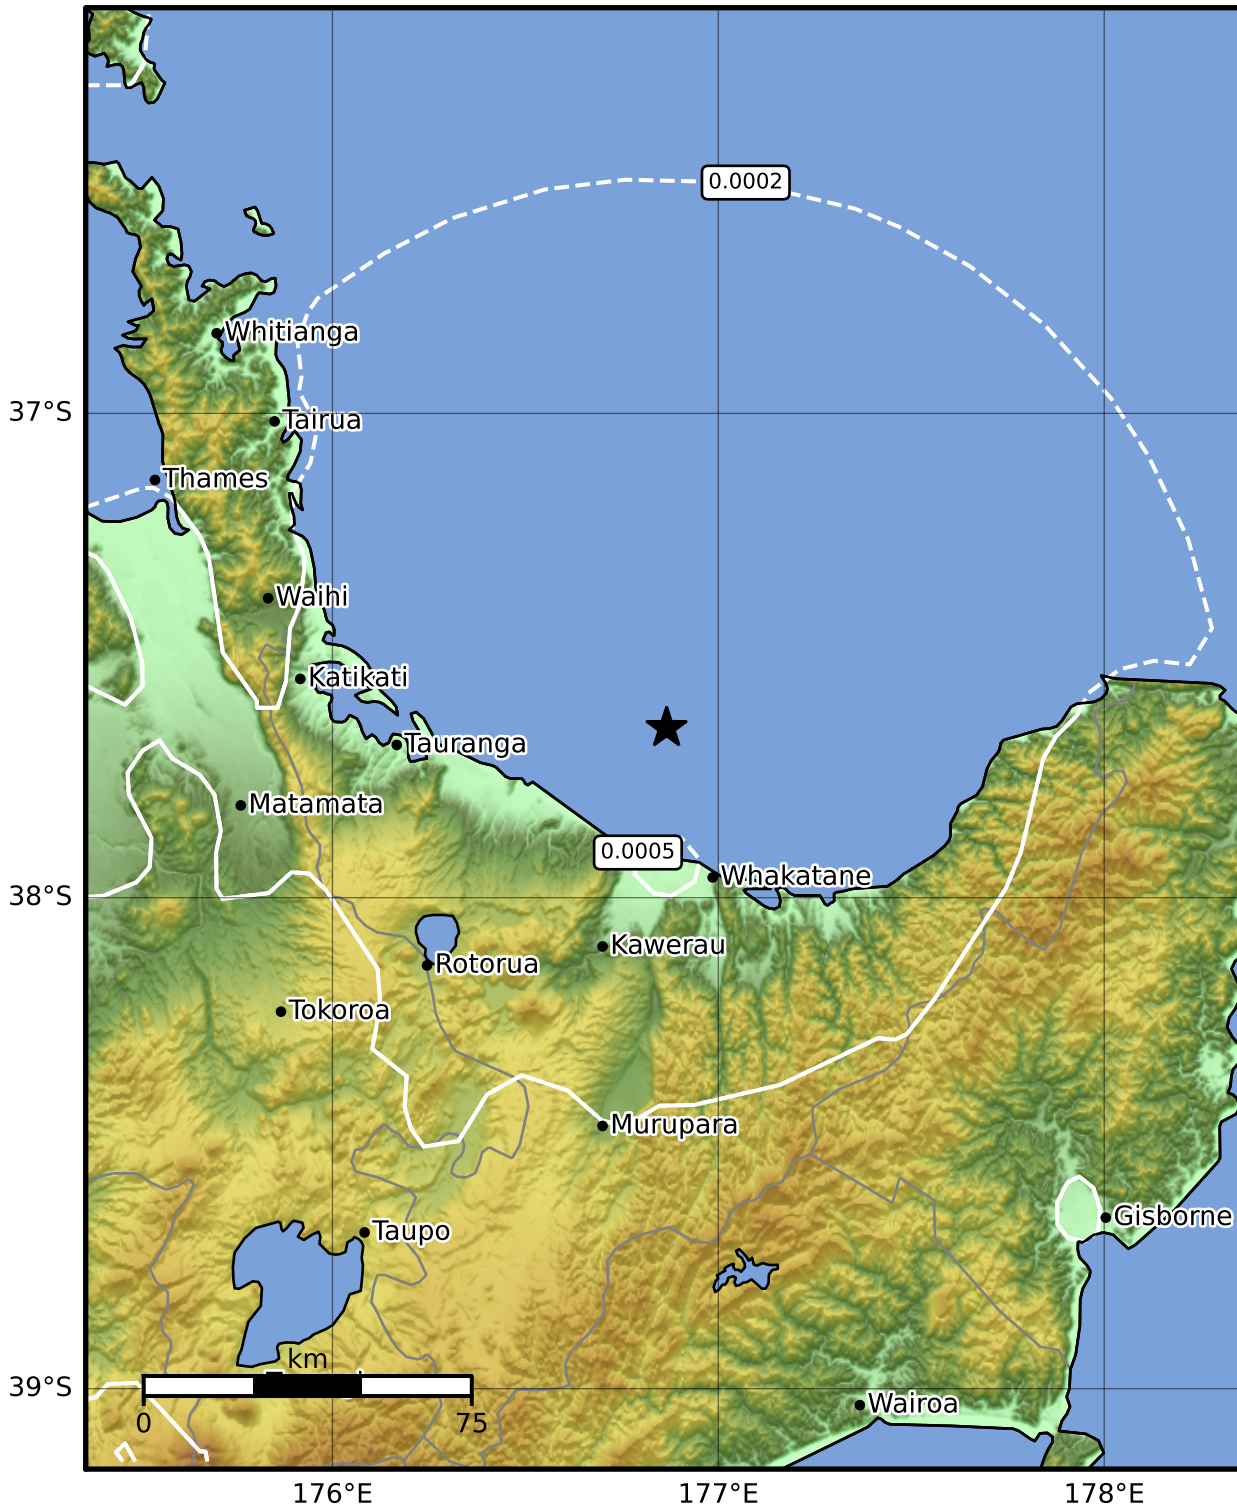 0.0002
Whitianga
37°S
Tairua
Thames
Waihi
Katikati
Tauranga
Matamata
0.0005
Whakatane
38°S
Kawerau
Rotorua
Tokoroa
Murupara
Gisborne
Taupo
km
39°S
0
75
Wairoa
176°E
177°E
178°E